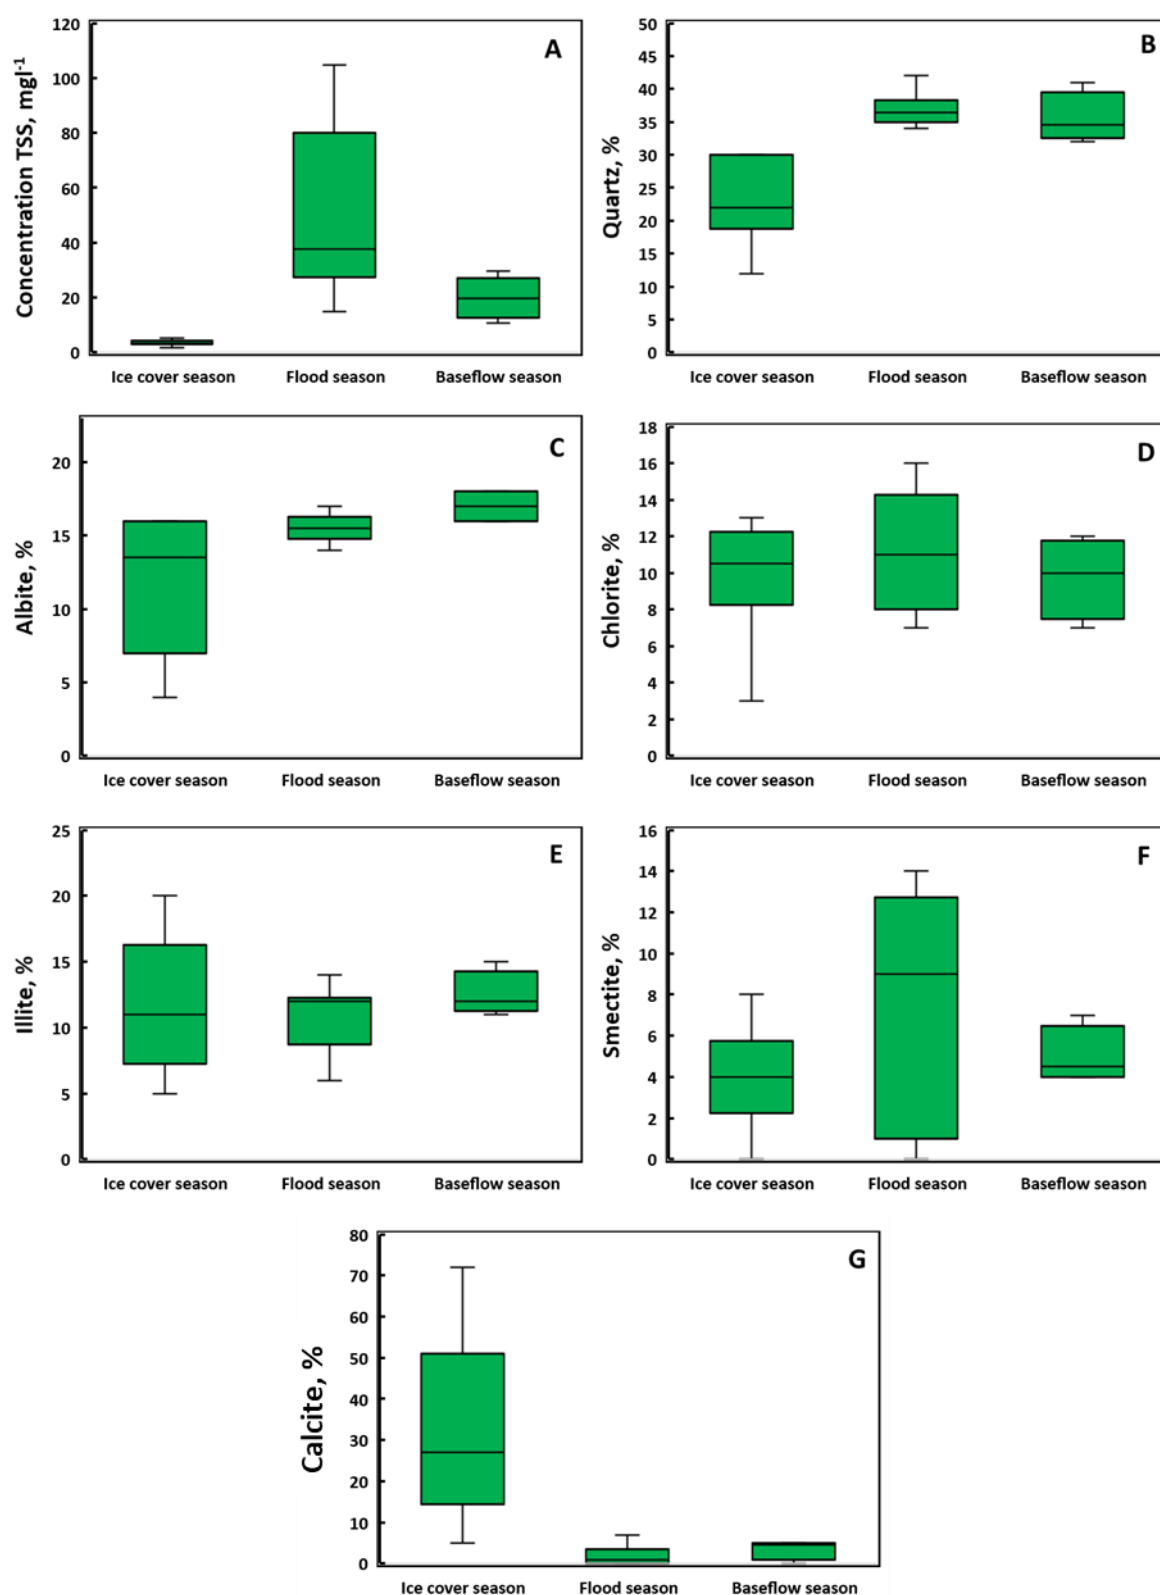 A
Concentration TSS, mgl⁻¹
120
100
80
60
40
20
0
Ice cover season Flood season Baseflow season
B
Quartz, %
50
45
40
35
30
25
20
15
10
5
0
Ice cover season Flood season Baseflow season
C
Albite, %
20
15
10
5
0
Ice cover season Flood season Baseflow season
D
Chlorite, %
18
16
14
12
10
8
6
4
2
0
Ice cover season Flood season Baseflow season
E
Illite, %
25
20
15
10
5
0
Ice cover season Flood season Baseflow season
F
Smectite, %
16
14
12
10
8
6
4
2
0
Ice cover season Flood season Baseflow season
G
Calcite, %
80
70
60
50
40
30
20
10
0
Ice cover season Flood season Baseflow season